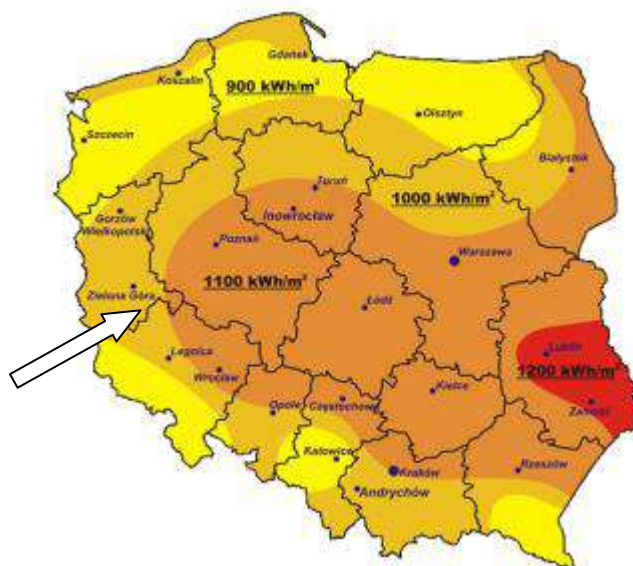 Gdańsk
Koszalin
900 kWh/m²
Olsztyn
Szczecin
Białystok
Toruń
1000 kWh/m²
Gorzów
Wielkopolski
Inowrocław
Poznań
Warszawa
1100 kWh/m²
Zielona Góra
Łódź
Legnica
Lublin
Wrocław
1200 kWh/m²
Kielce
Opole
Częstochowa
Zamość
Katowice
Kraków
Rzeszów
Andrychów